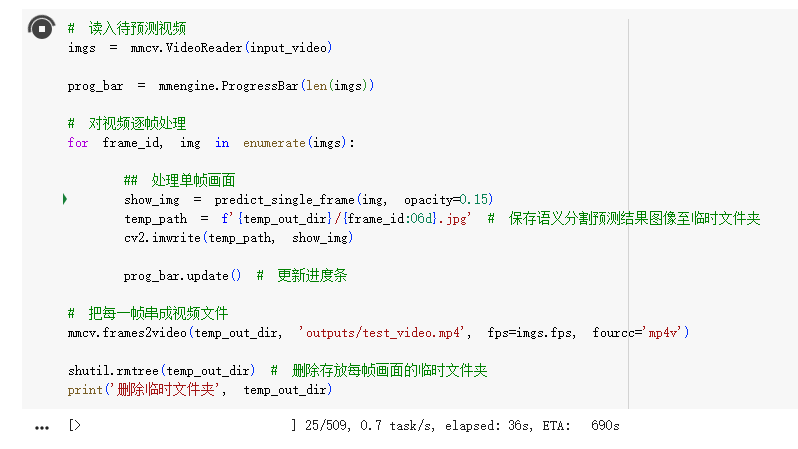 # 读入待预测视频
imgs = mmcv.VideoReader(input_video)
prog_bar = mmengine.ProgressBar(len(imgs))
# 对视频逐帧处理
for frame_id, img in enumerate(imgs):
## 处理单帧画面
show_img = predict_single_frame(img, opacity=0.15)
temp_path = f'{temp_out_dir}/{frame_id:06d}.jpg' # 保存语义分割预测结果图像至临时文件夹
cv2.imwrite(temp_path, show_img)
prog_bar.update() # 更新进度条
# 把每一帧串成视频文件
mmcv.frames2video(temp_out_dir, 'outputs/test_video.mp4', fps=imgs.fps, fourcc='mp4v')
shutil.rmtree(temp_out_dir) # 删除存放每帧画面的临时文件夹
print('删除临时文件夹', temp_out_dir)
[> ] 25/509, 0.7 task/s, elapsed: 36s, ETA: 690s